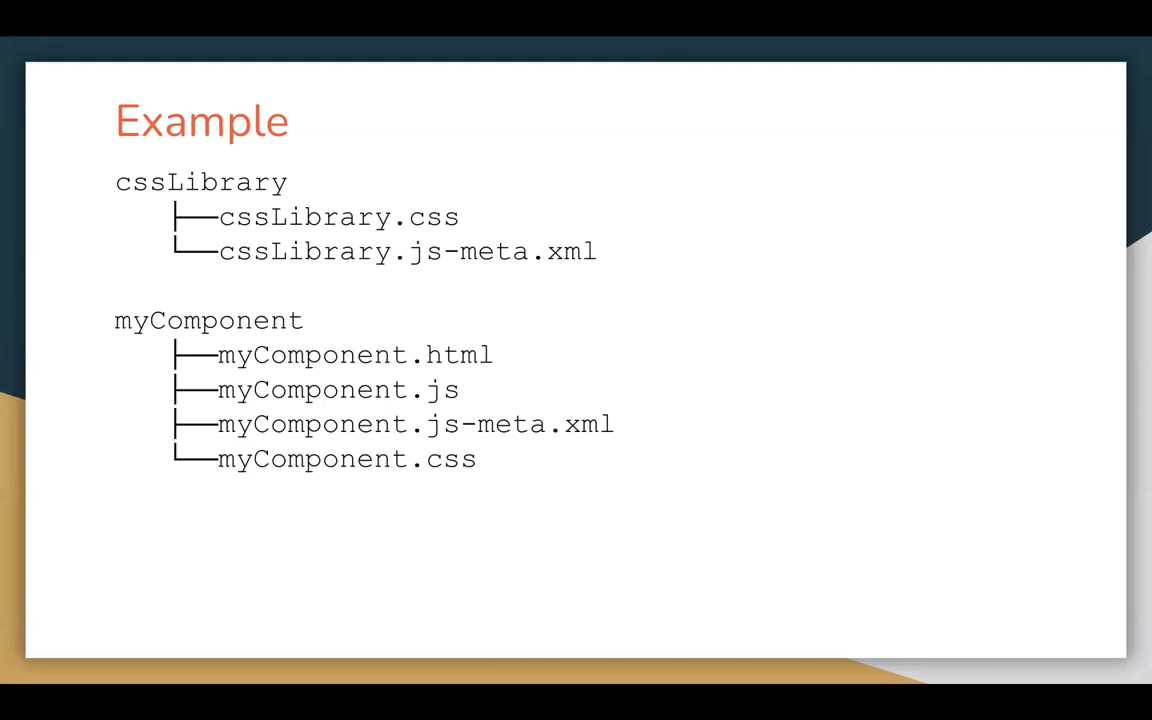 Example
cssLibrary
├──cssLibrary.css
└──cssLibrary.js-meta.xml
myComponent
├──myComponent.html
├──myComponent.js
├──myComponent.js-meta.xml
└──myComponent.css